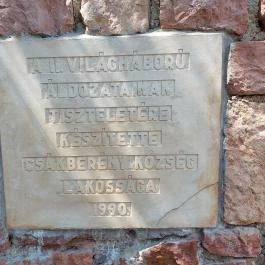 A II. VILÁGHÁBORÚ
ÁLDOZATAINAK
TISZTELETÉRE
KÉSZÍTETTE
CSÁKBERÉNY KÖZSÉG
LAKOSSÁGA
1990.